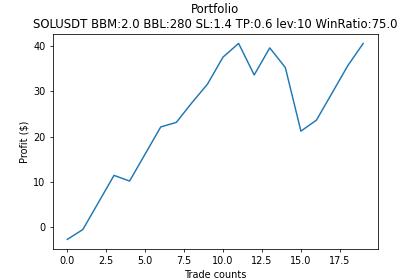 Portfolio
SOLUSDT BBM:2.0 BBL:280 SL:1.4 TP:0.6 lev:10 WinRatio:75.0
40
30
20
10
0
Profit ($)
0.0 2.5 5.0 7.5 10.0 12.5 15.0 17.5
Trade counts